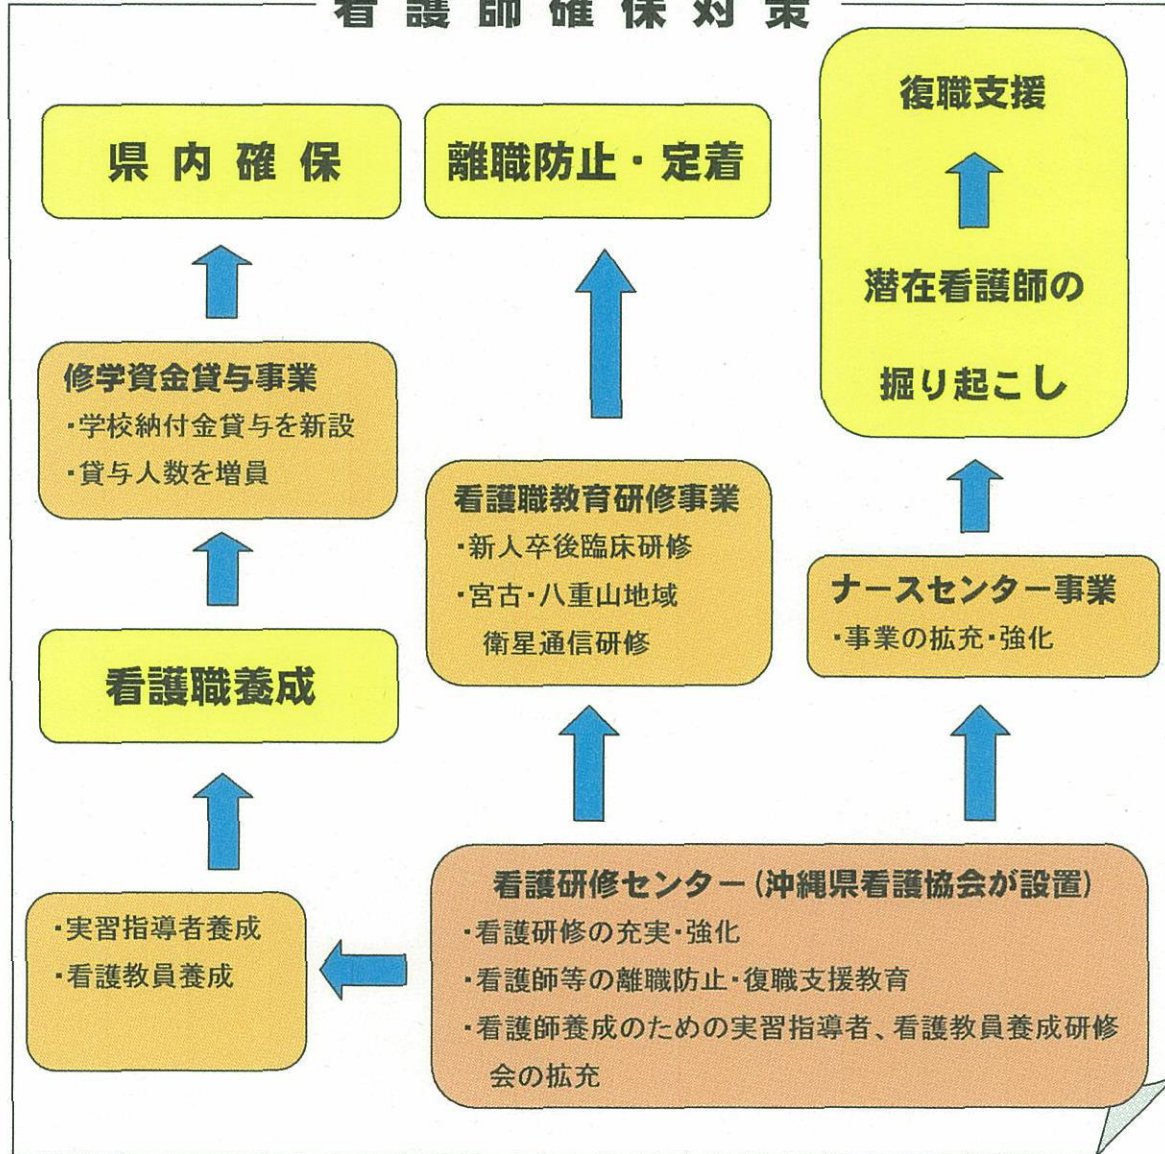 看護師確保対策
県内確保
離職防止・定着
復職支援
潜在看護師の
掘り起こし
修学資金貸与事業
・学校納付金貸与を新設
・貸与人数を増員
看護職教育研修事業
・新人卒後臨床研修
・宮古・八重山地域
衛星通信研修
ナースセンター事業
・事業の拡充・強化
看護職養成
・実習指導者養成
・看護教員養成
看護研修センター(沖縄県看護協会が設置)
・看護研修の充実・強化
・看護師等の離職防止・復職支援教育
・看護師養成のための実習指導者、看護教員養成研修
会の拡充